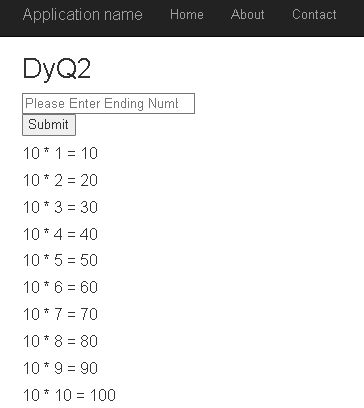 Application name Home About Contact
DyQ2
Please Enter Ending Numb
Submit
10 * 1 = 10
10 * 2 = 20
10 * 3 = 30
10 * 4 = 40
10 * 5 = 50
10 * 6 = 60
10 * 7 = 70
10 * 8 = 80
10 * 9 = 90
10 * 10 = 100